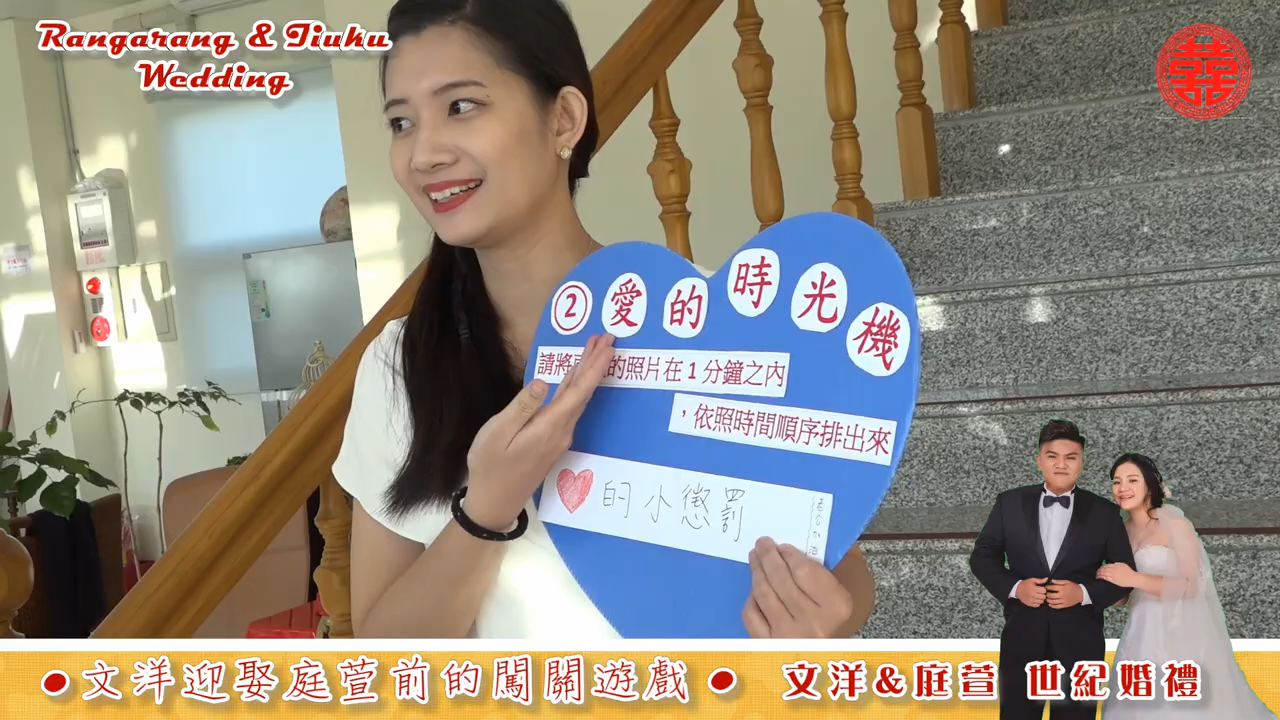 Rangarang & Tiuku
Wedding
囍
② 愛的時光機
請將
的照片在1分鐘之內
，依照時間順序排出來
的小懲罰
文洋迎娶庭萱前的闖關遊戲
文洋&庭萱 世紀婚禮